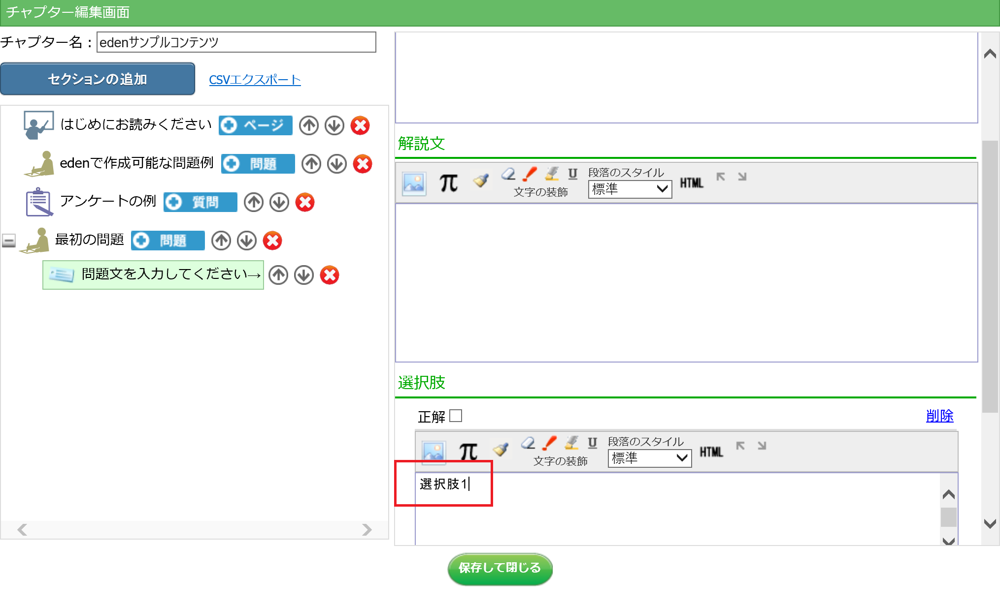 チャプター編集画面
チャプター名：edenサンプルコンテンツ
セクションの追加 CSVエクスポート
はじめにお読みください ページ
edenで作成可能な問題例 問題
アンケートの例 質問
最初の問題 問題
問題文を入力してください→
解説文
π U 段落のスタイル HTML
文字の装飾 標準
選択肢
正解 削除
π U 段落のスタイル HTML
文字の装飾 標準
選択肢1
保存して閉じる